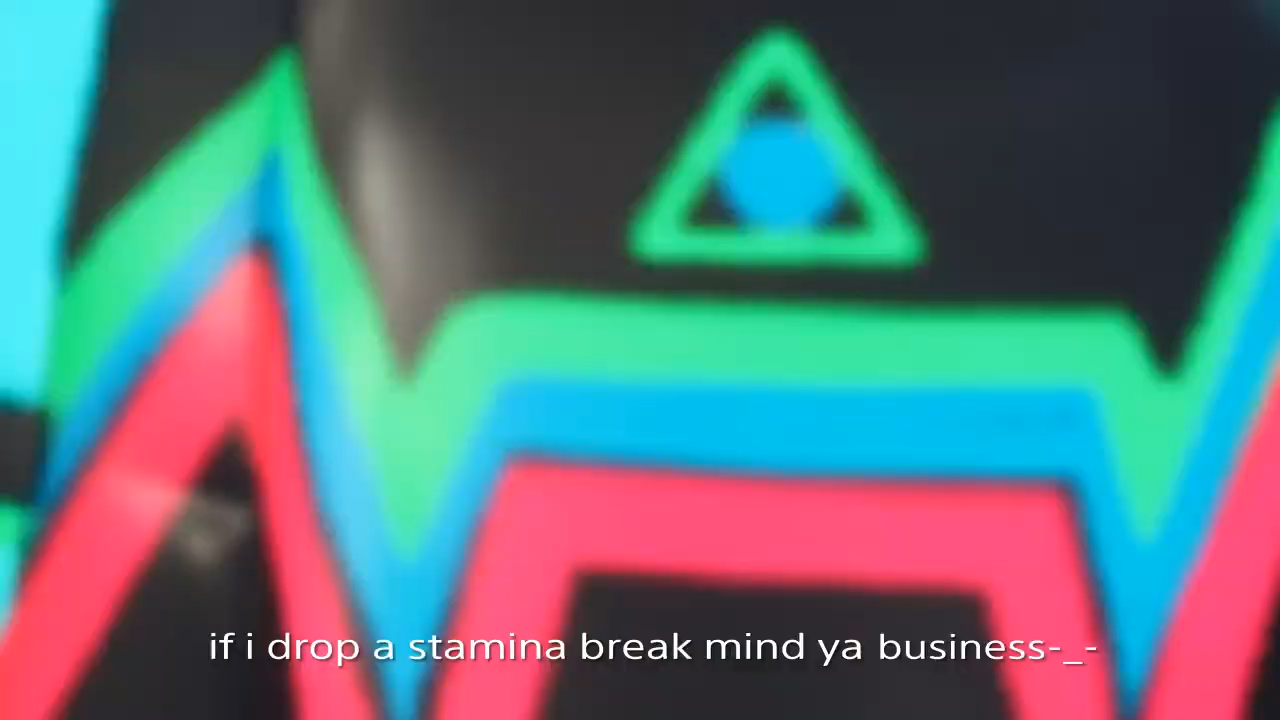 if i drop a stamina break mind ya business-_-